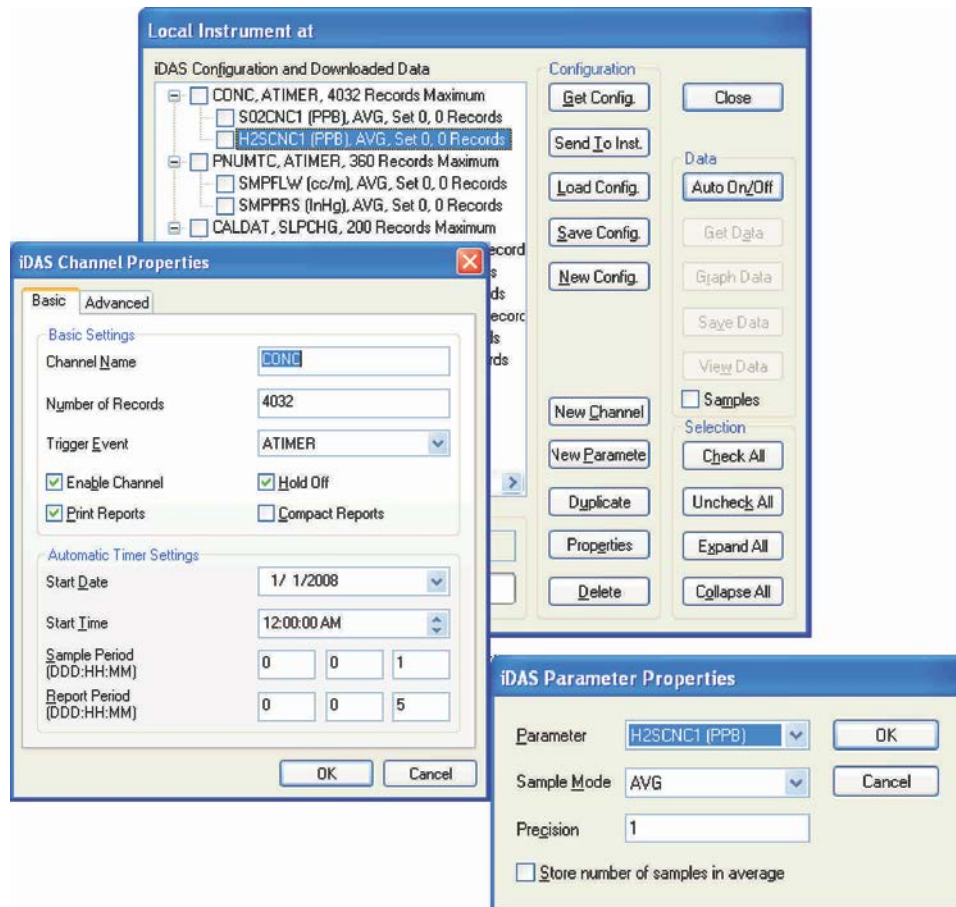 Local Instrument at
iDAS Configuration and Downloaded Data
CONC, ATIMER, 4032 Records Maximum
SO2CNC1 (PPB), AVG, Set 0, 0 Records
H2SCNC1 (PPB), AVG, Set 0, 0 Records
PNUMTC, ATIMER, 360 Records Maximum
SMPFLW (cc/m), AVG, Set 0, 0 Records
SMPPRS (InHg), AVG, Set 0, 0 Records
CALDAT, SLPCHG, 200 Records Maximum
Configuration
Get Config.
Send To Inst.
Load Config.
Save Config.
New Config.
New Channel
New Paramete
Duplicate
Properties
Delete
Close
Data
Auto On/Off
Get Data
Graph Data
Save Data
View Data
Samples
Selection
Check All
Uncheck All
Expand All
Collapse All
ecord
s
ds
ecorc
ls
rds
iDAS Channel Properties
Basic
Advanced
Basic Settings
Channel Name
CONC
Number of Records
4032
Trigger Event
ATIMER
Enable Channel
Hold Off
Print Reports
Compact Reports
Automatic Timer Settings
Start Date
1/ 1/2008
Start Time
12:00:00 AM
Sample Period
(DDD:HH:MM)
0 0 1
Report Period
(DDD:HH:MM)
0 0 5
OK
Cancel
iDAS Parameter Properties
Parameter
H2SCNC1 (PPB)
OK
Sample Mode
AVG
Cancel
Precision
1
Store number of samples in average